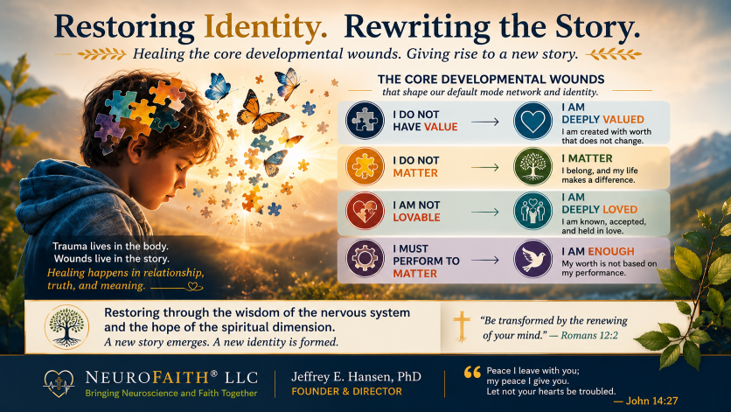 Restoring Identity. Rewriting the Story.
Healing the core developmental wounds. Giving rise to a new story.
THE CORE DEVELOPMENTAL WOUNDS
that shape our default mode network and identity.
I DO NOT
HAVE VALUE
I AM
DEEPLY VALUED
I am created with worth
that does not change.
I DO NOT
MATTER
I MATTER
I belong, and my life
makes a difference.
I AM NOT
LOVABLE
I AM
DEEPLY LOVED
I am known, accepted,
and held in love.
I MUST
PERFORM TO
MATTER
I AM ENOUGH
My worth is not based on
my performance.
Trauma lives in the body.
Wounds live in the story.
Healing happens in relationship,
truth, and meaning.
Restoring through the wisdom of the nervous system
and the hope of the spiritual dimension.
A new story emerges. A new identity is formed.
“Be transformed by the renewing
of your mind.” — Romans 12:2
NEUROFAITH® LLC
Bringing Neuroscience and Faith Together
Jeffrey E. Hansen, PhD
FOUNDER & DIRECTOR
“ Peace I leave with you;
my peace I give you.
Let not your hearts be troubled.
— John 14:27